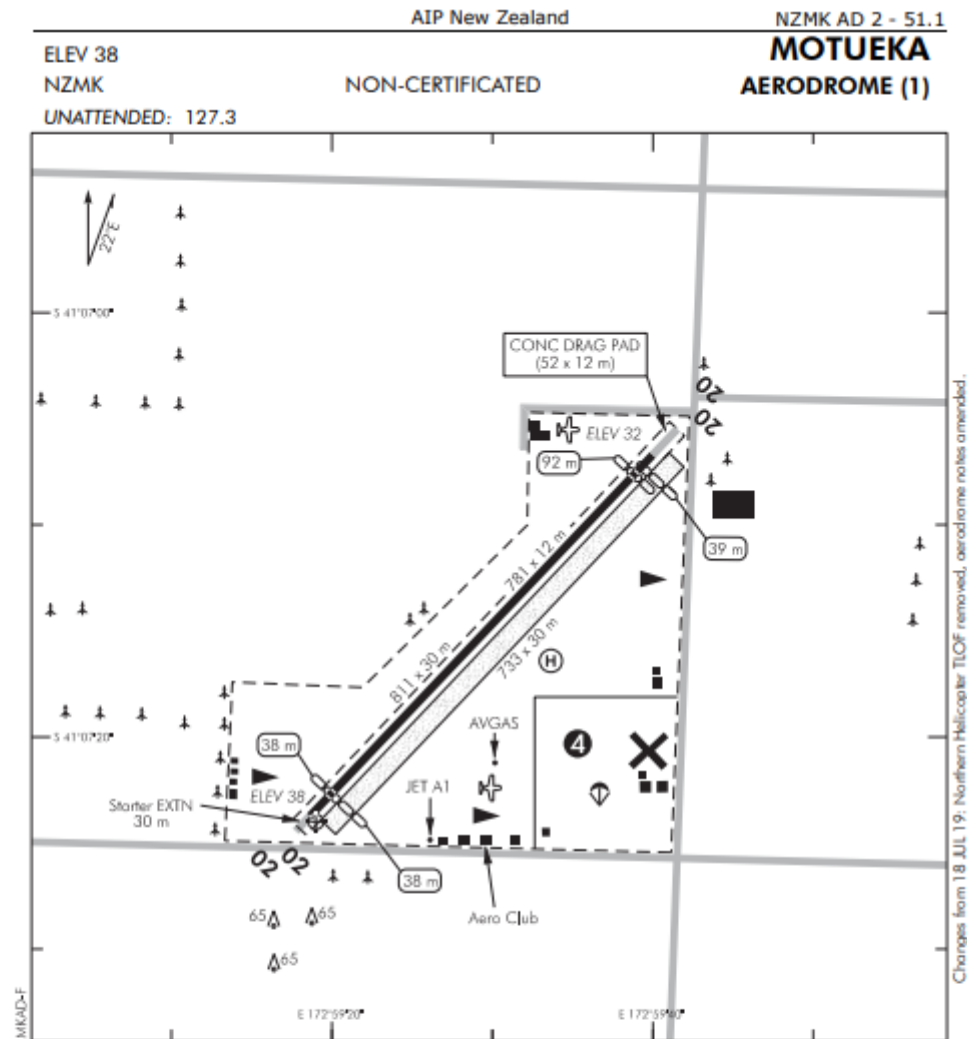 AIP New Zealand
NZMK AD 2 - 51.1
ELEV 38
MOTUEKA
NZMK
NON-CERTIFICATED
AERODROME (1)
UNATTENDED: 127.3
22°E
S 41°07'00"
CONC DRAG PAD
(52 x 12 m)
20
20
ELEV 32
92 m
39 m
781 x 12 m
811 x 30 m
733 x 30 m
H
AVGAS
S 41°07'20"
4
38 m
JET A1
ELEV 38
Starter EXTN
30 m
02
02
38 m
65
65
Aero Club
65
E 172°59'20"
E 172°59'40"
MKAD-F
Changes from 18 JUL 19: Northern Helicopter TLOF removed, aerodrome notes amended.